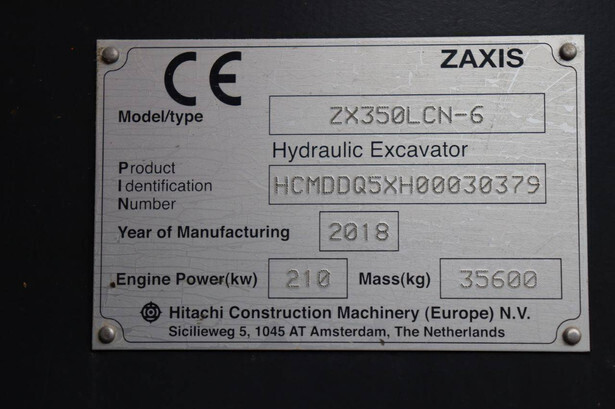 CE ZAXIS
Model/type ZX350LCN-6
Hydraulic Excavator
Product
Identification HCMDDQ5XH00030379
Number
Year of Manufacturing 2018
Engine Power(kw) 210 Mass(kg) 35600
Hitachi Construction Machinery (Europe) N.V.
Sicilieweg 5, 1045 AT Amsterdam, The Netherlands